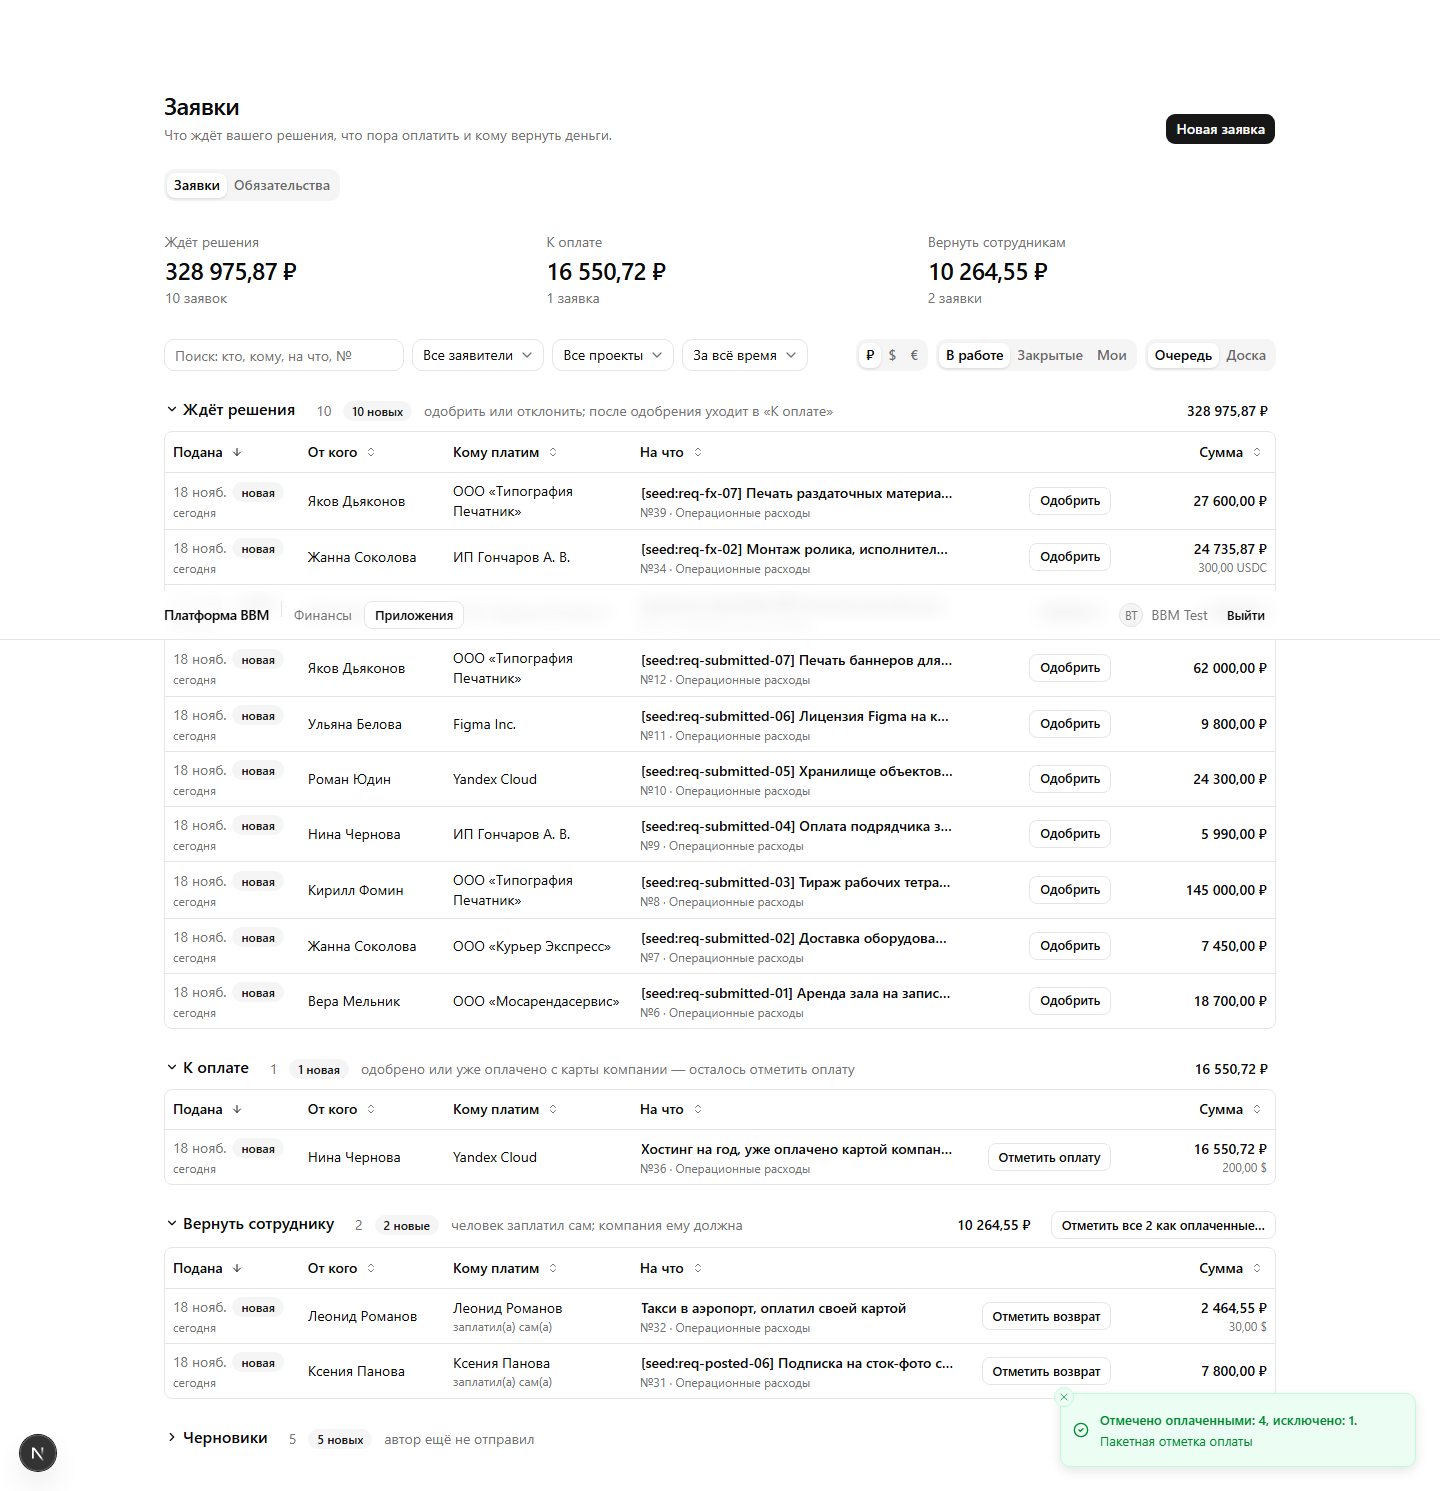 Заявки
Что ждёт вашего решения, что пора оплатить и кому вернуть деньги.
Новая заявка
Заявки Обязательства
Ждёт решения
328 975,87 ₽
10 заявок
К оплате
16 550,72 ₽
1 заявка
Вернуть сотрудникам
10 264,55 ₽
2 заявки
Поиск: кто, кому, на что, № Все заявители Все проекты За всё время ₽ $ € В работе Закрытые Мои Очередь Доска
Ждёт решения 10 10 новых одобрить или отклонить; после одобрения уходит в «К оплате» 328 975,87 ₽
Подана От кого Кому платим На что Сумма
18 нояб. новая
сегодня
Яков Дьяконов
ООО «Типография
Печатник»
[seed:req-fx-07] Печать раздаточных материа...
№39 · Операционные расходы
Одобрить
27 600,00 ₽
18 нояб. новая
сегодня
Жанна Соколова
ИП Гончаров А. В.
[seed:req-fx-02] Монтаж ролика, исполнител...
№34 · Операционные расходы
Одобрить
24 735,87 ₽
300,00 USDC
Платформа BBM Финансы Приложения BT BBM Test Выйти
18 нояб. новая
сегодня
Яков Дьяконов
ООО «Типография
Печатник»
[seed:req-submitted-07] Печать баннеров для...
№12 · Операционные расходы
Одобрить
62 000,00 ₽
18 нояб. новая
сегодня
Ульяна Белова
Figma Inc.
[seed:req-submitted-06] Лицензия Figma на к...
№11 · Операционные расходы
Одобрить
9 800,00 ₽
18 нояб. новая
сегодня
Роман Юдин
Yandex Cloud
[seed:req-submitted-05] Хранилище объектов...
№10 · Операционные расходы
Одобрить
24 300,00 ₽
18 нояб. новая
сегодня
Нина Чернова
ИП Гончаров А. В.
[seed:req-submitted-04] Оплата подрядчика з...
№9 · Операционные расходы
Одобрить
5 990,00 ₽
18 нояб. новая
сегодня
Кирилл Фомин
ООО «Типография
Печатник»
[seed:req-submitted-03] Тираж рабочих тетра...
№8 · Операционные расходы
Одобрить
145 000,00 ₽
18 нояб. новая
сегодня
Жанна Соколова
ООО «Курьер Экспресс»
[seed:req-submitted-02] Доставка оборудова...
№7 · Операционные расходы
Одобрить
7 450,00 ₽
18 нояб. новая
сегодня
Вера Мельник
ООО «Мосарендасервис»
[seed:req-submitted-01] Аренда зала на запис...
№6 · Операционные расходы
Одобрить
18 700,00 ₽
К оплате 1 1 новая одобрено или уже оплачено с карты компании — осталось отметить оплату 16 550,72 ₽
Подана От кого Кому платим На что Сумма
18 нояб. новая
сегодня
Нина Чернова
Yandex Cloud
Хостинг на год, уже оплачено картой компан...
№36 · Операционные расходы
Отметить оплату
16 550,72 ₽
200,00 $
Вернуть сотруднику 2 2 новые человек заплатил сам; компания ему должна 10 264,55 ₽ Отметить все 2 как оплаченные...
Подана От кого Кому платим На что Сумма
18 нояб. новая
сегодня
Леонид Романов
Леонид Романов
заплатил(а) сам(а)
Такси в аэропорт, оплатил своей картой
№32 · Операционные расходы
Отметить возврат
2 464,55 ₽
30,00 $
18 нояб. новая
сегодня
Ксения Панова
Ксения Панова
заплатил(а) сам(а)
[seed:req-posted-06] Подписка на сток-фото с...
№31 · Операционные расходы
Отметить возврат
7 800,00 ₽
Черновики 5 5 новых автор ещё не отправил
Отмечено оплаченными: 4, исключено: 1.
Пакетная отметка оплаты
N